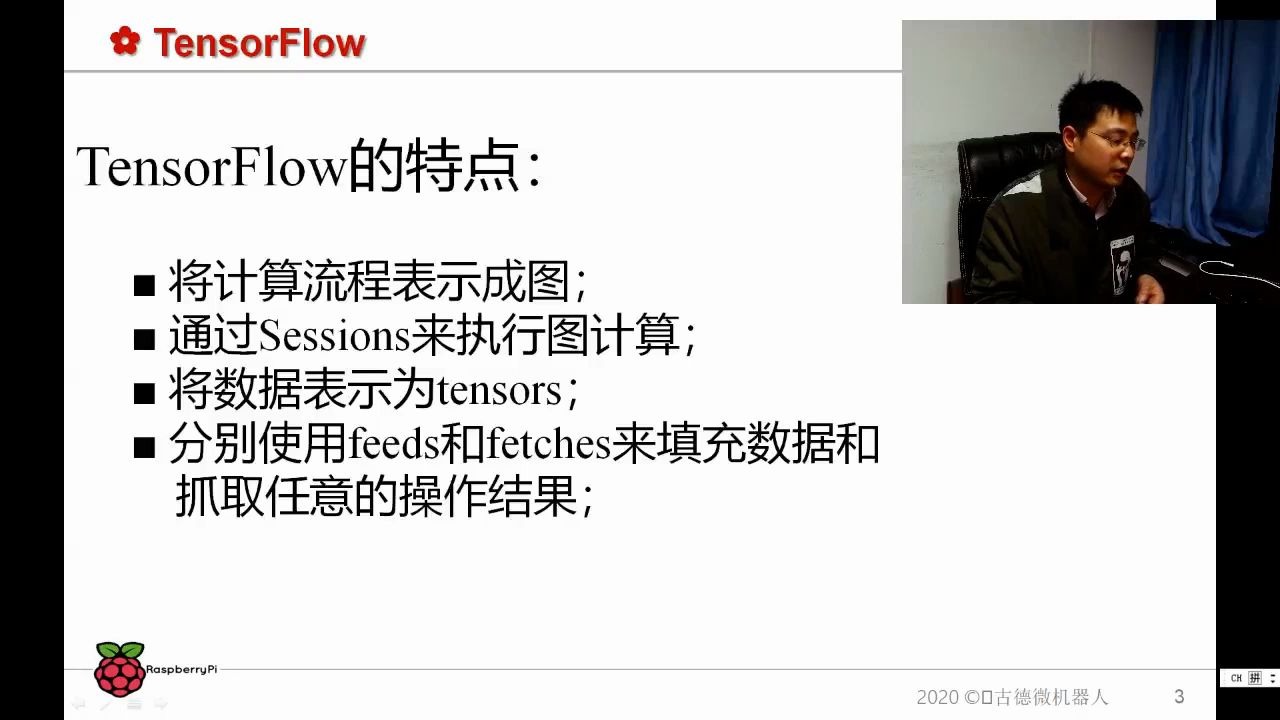 TensorFlow
TensorFlow的特点：
将计算流程表示成图；
通过Sessions来执行图计算；
将数据表示为tensors；
分别使用feeds和fetches来填充数据和
抓取任意的操作结果；
RaspberryPi
2020 ©古德微机器人
3
CH 拼